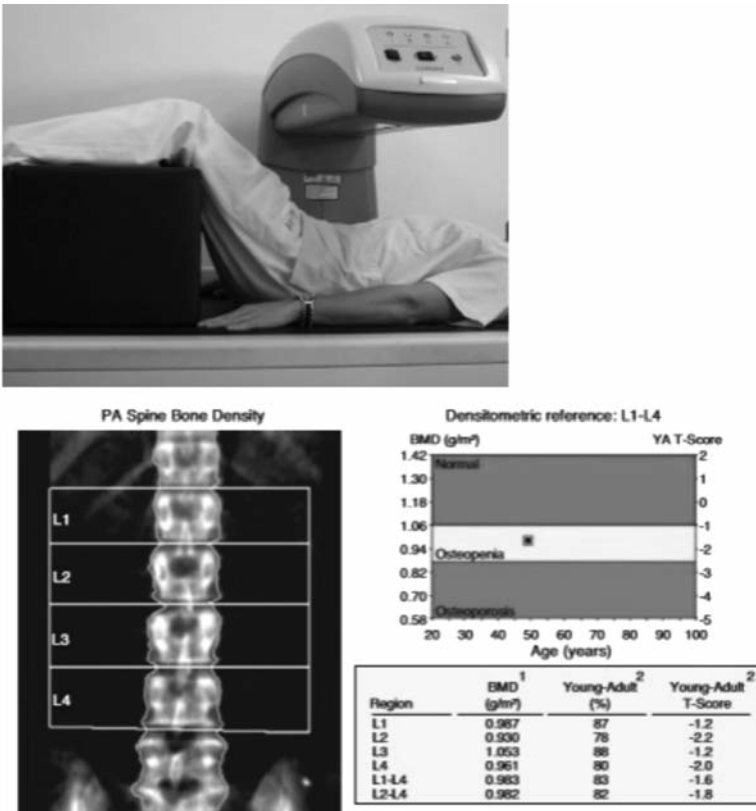 PA Spine Bone Density
L1
L2
L3
L4
Densitometric reference: L1-L4
BMD (g/m²) YA T-Score
1.42 Normal 2
1.30 1
1.18 0
1.06 -1
0.94 Osteopenia -2
0.82 -3
0.70 -4
0.58 Osteoporosis -5
20 30 40 50 60 70 80 90 100
Age (years)
Region BMD 1 (g/m²) Young-Adult 2 (%) Young-Adult 2 T-Score
L1 0.987 87 -1.2
L2 0.930 78 -2.2
L3 1.053 88 -1.2
L4 0.961 80 -2.0
L1-L4 0.983 83 -1.6
L2-L4 0.982 82 -1.8